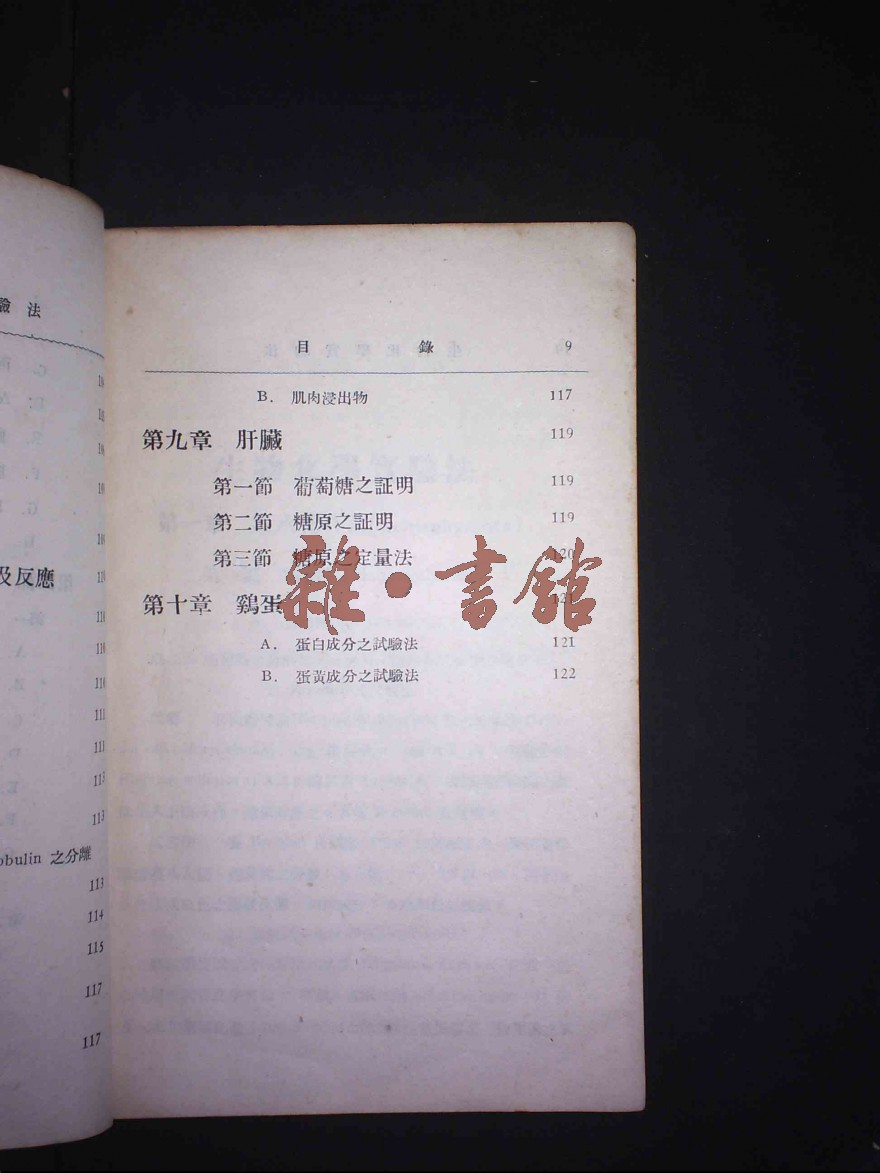 驗 法
及反應
obulin 之分離
113
114
115
117
117
目 錄 9
B. 肌肉浸出物 117
第九章 肝臟 119
第一節 葡萄糖之証明 119
第二節 糖原之証明 119
第三節 糖原之定量法 120
第十章 鷄蛋 121
A. 蛋白成分之試驗法 121
B. 蛋黃成分之試驗法 122
雜·書館